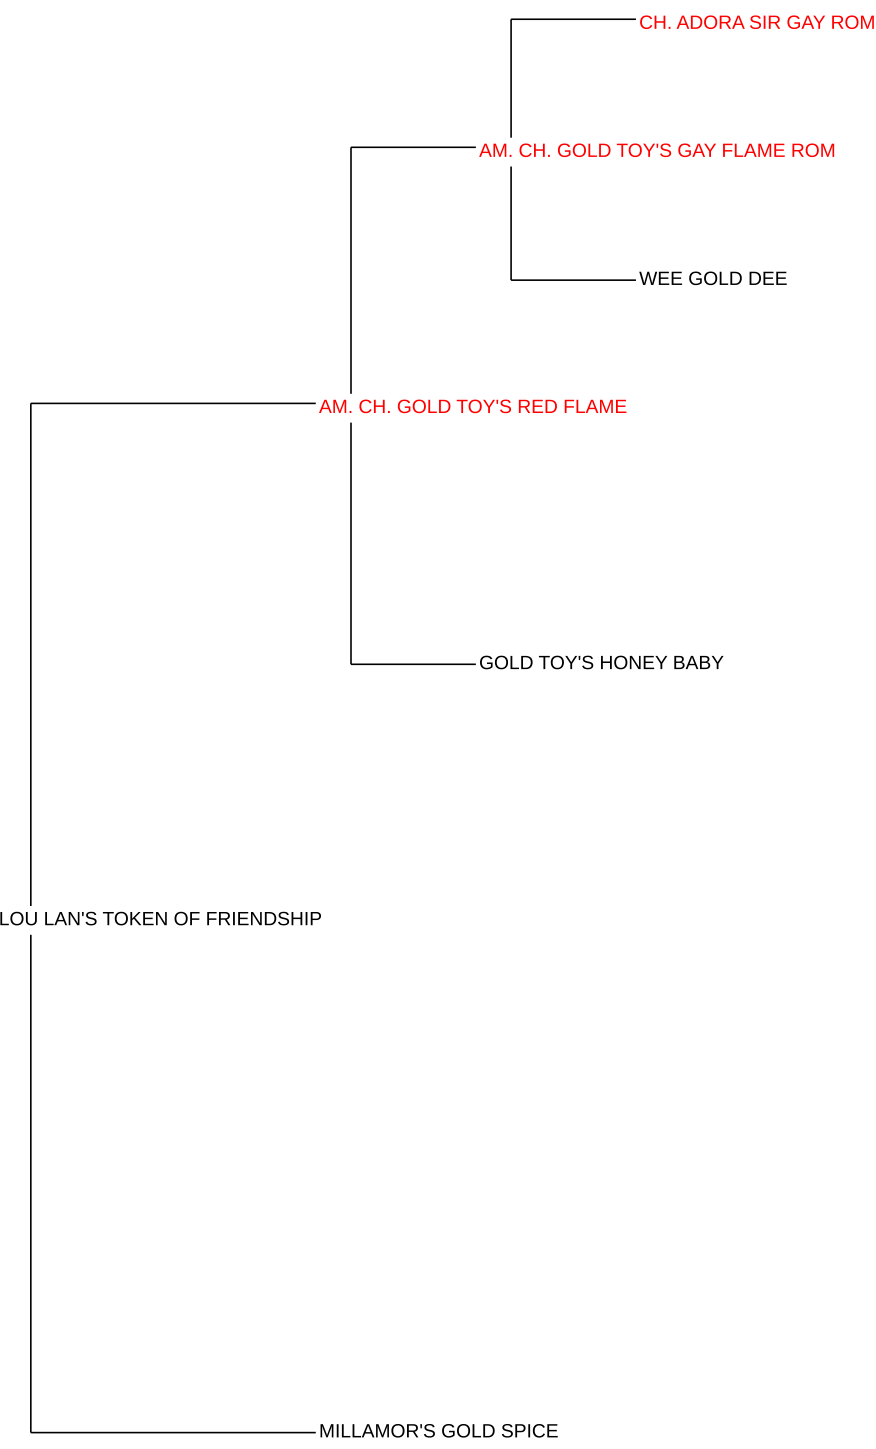 CH. ADORA SIR GAY ROM
AM. CH. GOLD TOY'S GAY FLAME ROM
WEE GOLD DEE
AM. CH. GOLD TOY'S RED FLAME
GOLD TOY'S HONEY BABY
LOU LAN'S TOKEN OF FRIENDSHIP
MILLAMOR'S GOLD SPICE